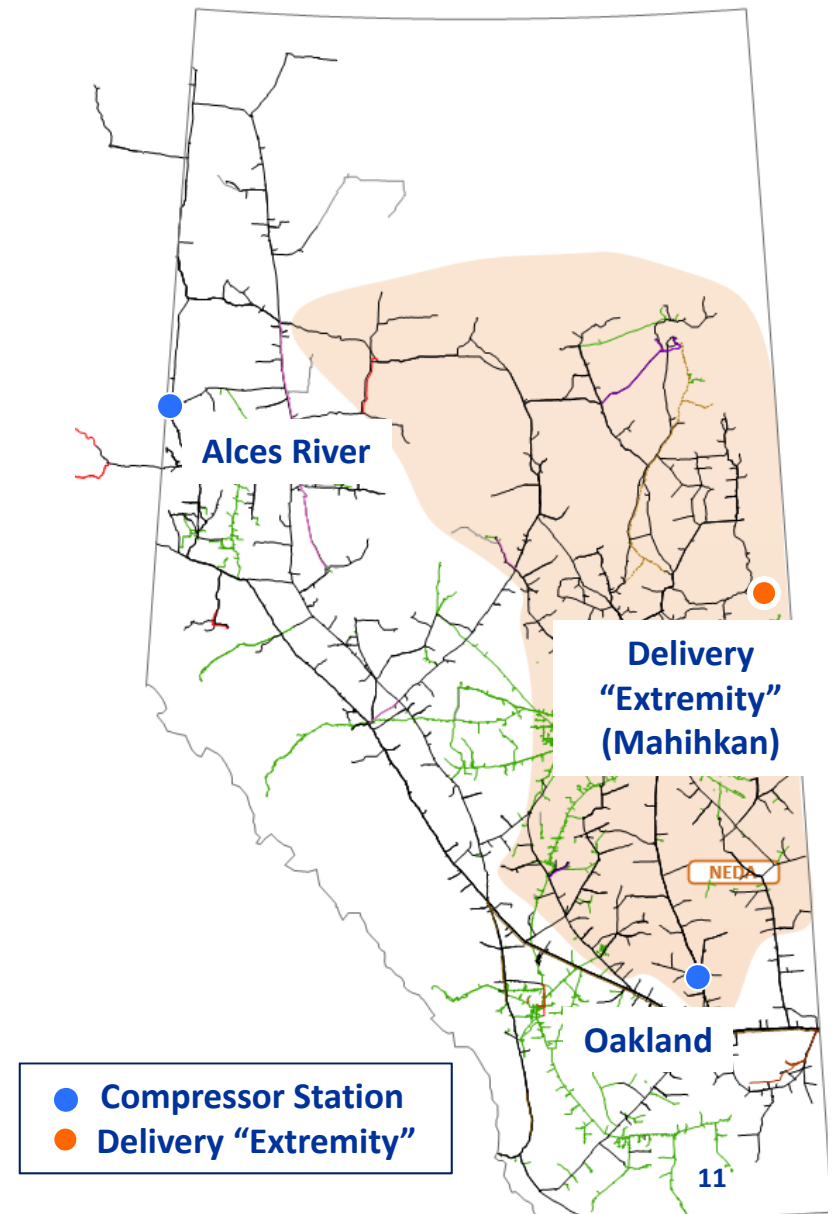 Alces River
Delivery
“Extremity”
(Mahihkan)
NEDA
Oakland
Compressor Station
Delivery “Extremity”
11